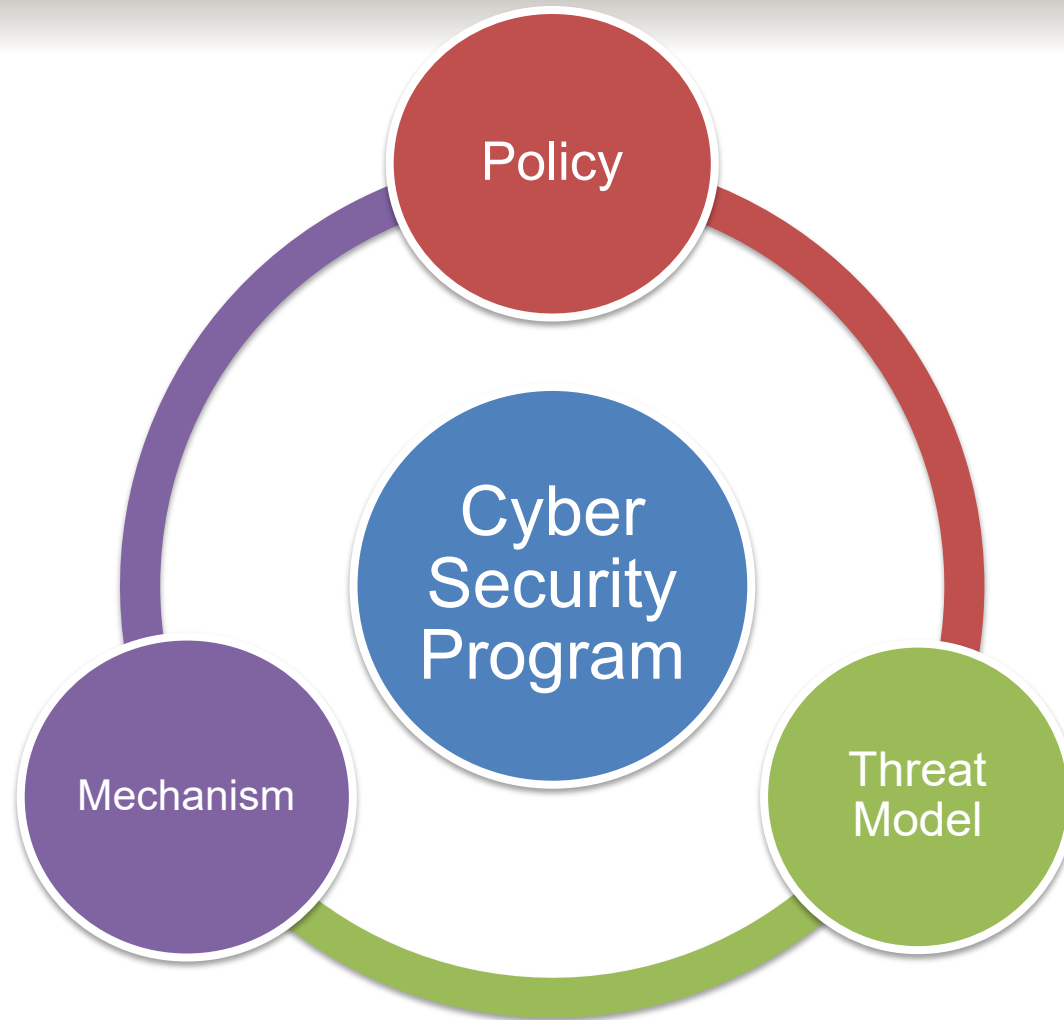 Policy
Cyber
Security
Program
Mechanism
Threat
Model